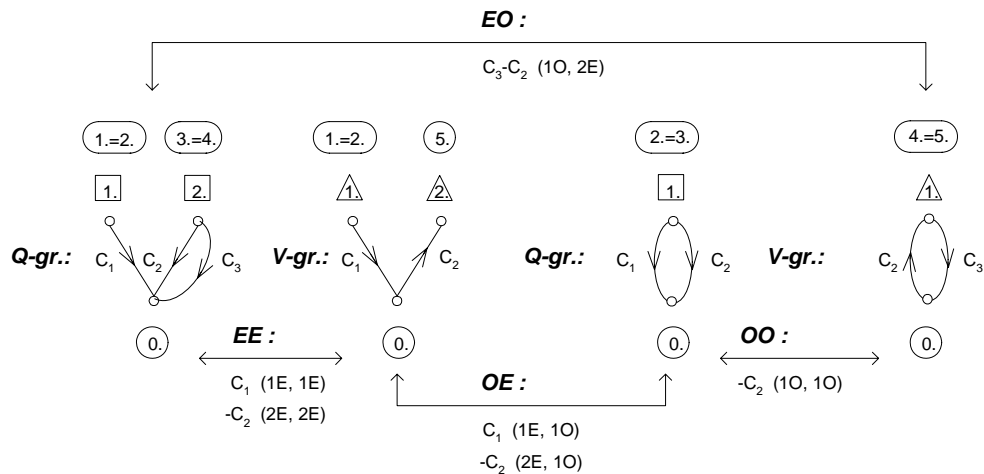 EO :
C3-C2 (1O, 2E)
1.=2. 3.=4. 1.=2. 5. 2.=3. 4.=5.
1. 2. 1. 2. 1. 1.
Q-gr.: C1 C2 C3 V-gr.: C1 C2 Q-gr.: C1 C2 V-gr.: C2 C3
0. 0. 0. 0.
EE : OO :
C1 (1E, 1E) OE : -C2 (1O, 1O)
-C2 (2E, 2E)
C1 (1E, 1O)
-C2 (2E, 1O)